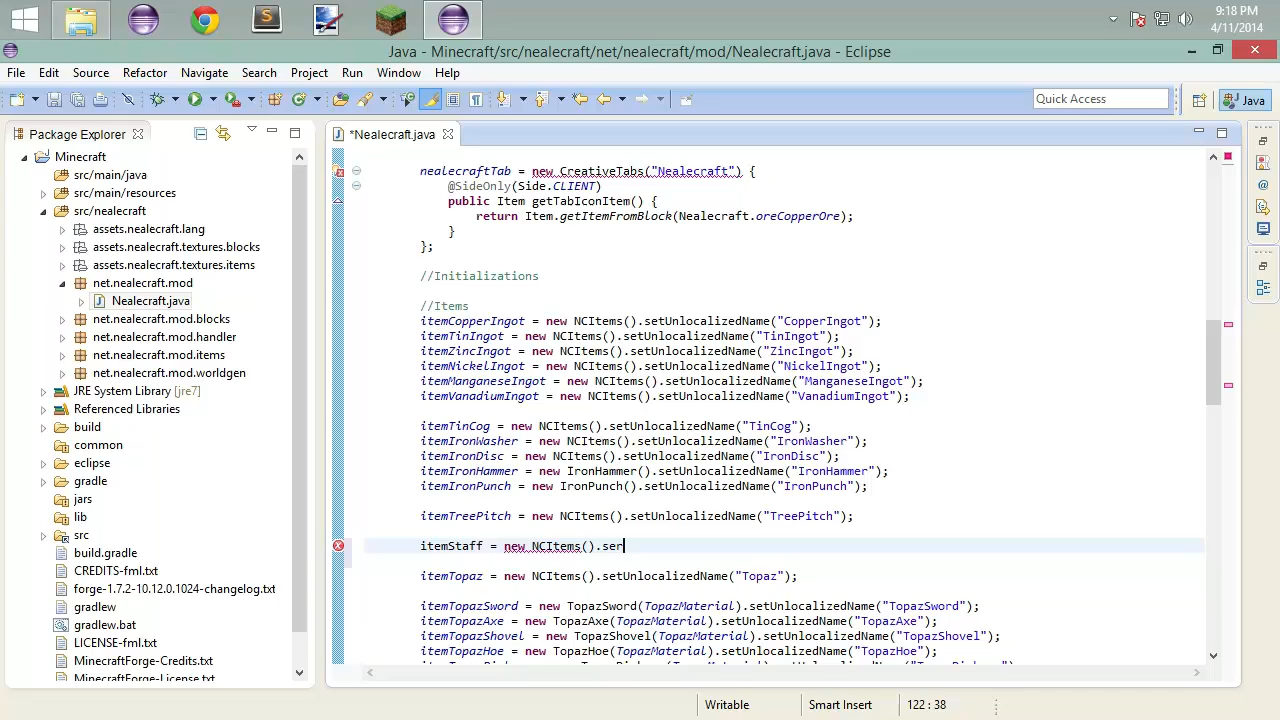 9:18 PM
4/11/2014
Java - Minecraft/src/nealecraft/net/nealecraft/mod/Nealecraft.java - Eclipse
File Edit Source Refactor Navigate Search Project Run Window Help
Quick Access
Java
Package Explorer
*Nealecraft.java
Minecraft
src/main/java
src/main/resources
src/nealecraft
assets.nealecraft.lang
assets.nealecraft.textures.blocks
assets.nealecraft.textures.items
net.nealecraft.mod
Nealecraft.java
net.nealecraft.mod.blocks
net.nealecraft.mod.handler
net.nealecraft.mod.items
net.nealecraft.mod.worldgen
JRE System Library [jre7]
Referenced Libraries
build
common
eclipse
gradle
jars
lib
src
build.gradle
CREDITS-fml.txt
forge-1.7.2-10.12.0.1024-changelog.txt
gradlew
gradlew.bat
LICENSE-fml.txt
MinecraftForge-Credits.txt
MinecraftForge-License.txt
nealecraftTab = new CreativeTabs("Nealecraft") {
@SideOnly(Side.CLIENT)
public Item getTabIconItem() {
return Item.getItemFromBlock(Nealecraft.oreCopperOre);
}
};
//Initializations
//Items
itemCopperIngot = new NCItems().setUnlocalizedName("CopperIngot");
itemTinIngot = new NCItems().setUnlocalizedName("TinIngot");
itemZincIngot = new NCItems().setUnlocalizedName("ZincIngot");
itemNickelIngot = new NCItems().setUnlocalizedName("NickelIngot");
itemManganeseIngot = new NCItems().setUnlocalizedName("ManganeseIngot");
itemVanadiumIngot = new NCItems().setUnlocalizedName("VanadiumIngot");
itemTinCog = new NCItems().setUnlocalizedName("TinCog");
itemIronWasher = new NCItems().setUnlocalizedName("IronWasher");
itemIronDisc = new NCItems().setUnlocalizedName("IronDisc");
itemIronHammer = new IronHammer().setUnlocalizedName("IronHammer");
itemIronPunch = new IronPunch().setUnlocalizedName("IronPunch");
itemTreePitch = new NCItems().setUnlocalizedName("TreePitch");
itemStaff = new NCItems().ser
itemTopaz = new NCItems().setUnlocalizedName("Topaz");
itemTopazSword = new TopazSword(TopazMaterial).setUnlocalizedName("TopazSword");
itemTopazAxe = new TopazAxe(TopazMaterial).setUnlocalizedName("TopazAxe");
itemTopazShovel = new TopazShovel(TopazMaterial).setUnlocalizedName("TopazShovel");
itemTopazHoe = new TopazHoe(TopazMaterial).setUnlocalizedName("TopazHoe");
Writable
Smart Insert
122 : 38